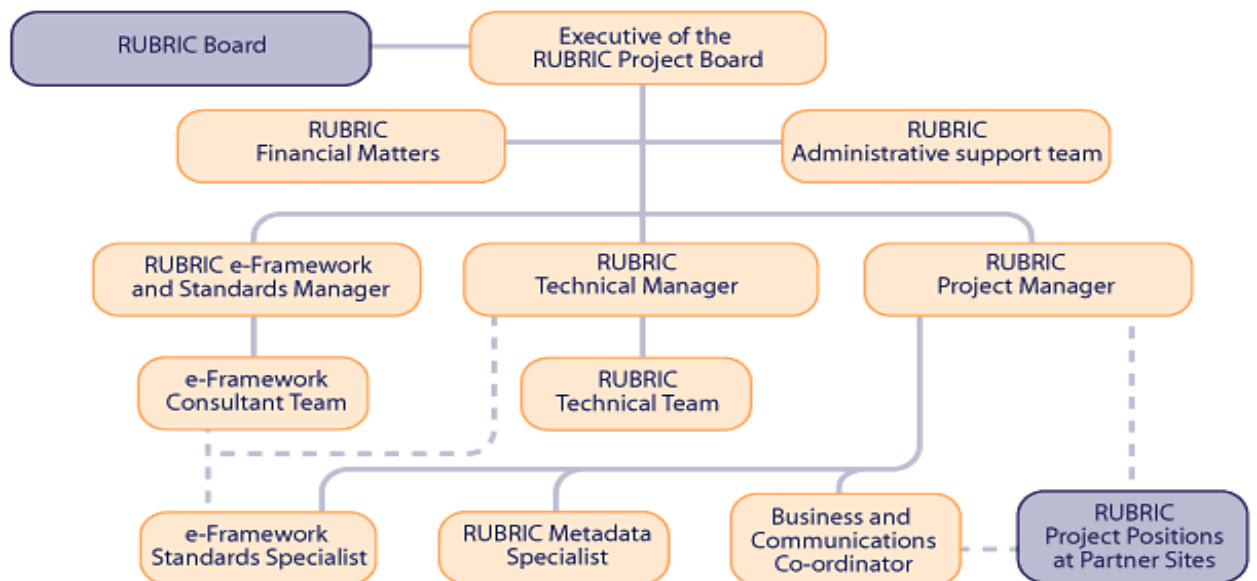 RUBRIC Board
Executive of the
RUBRIC Project Board
RUBRIC
Financial Matters
RUBRIC
Administrative support team
RUBRIC e-Framework
and Standards Manager
RUBRIC
Technical Manager
RUBRIC
Project Manager
e-Framework
Consultant Team
RUBRIC
Technical Team
e-Framework
Standards Specialist
RUBRIC Metadata
Specialist
Business and
Communications
Co-ordinator
RUBRIC
Project Positions
at Partner Sites